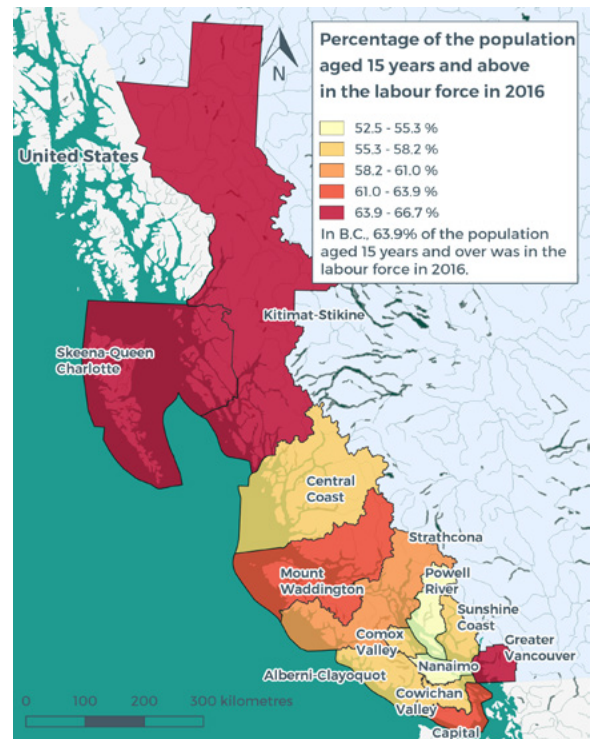 Percentage of the population
aged 15 years and above
in the labour force in 2016
52.5 - 55.3 %
55.3 - 58.2 %
58.2 - 61.0 %
61.0 - 63.9 %
63.9 - 66.7 %
In B.C., 63.9% of the population
aged 15 years and over was in the
labour force in 2016.
N
United States
Kitimat-Stikine
Skeena-Queen
Charlotte
Central
Coast
Strathcona
Mount
Waddington
Powell
River
Sunshine
Coast
Comox
Valley
Greater
Vancouver
Nanaimo
Alberni-Clayoquot
Cowichan
Valley
Capital
0 100 200 300 kilometres